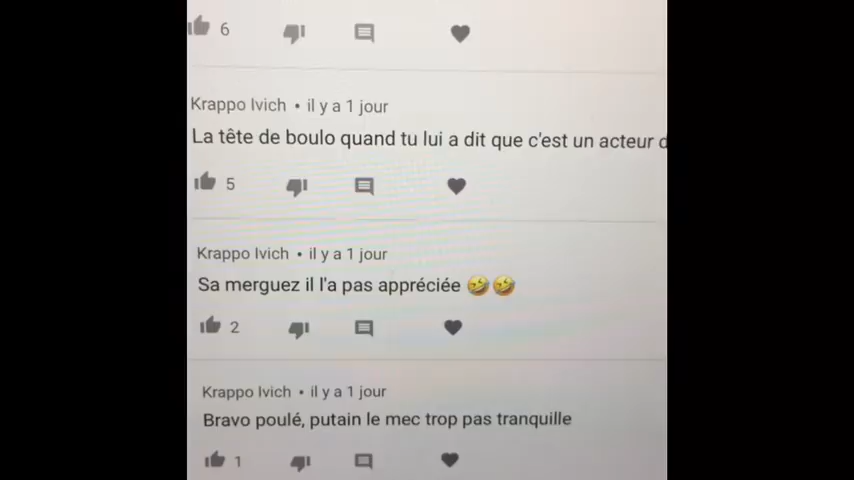 6
Krappo Ivich • il y a 1 jour
La tête de boulo quand tu lui a dit que c'est un acteur
5
Krappo Ivich • il y a 1 jour
Sa merguez il l'a pas appréciée 🤣🤣
2
Krappo Ivich • il y a 1 jour
Bravo poulé, putain le mec trop pas tranquille
1